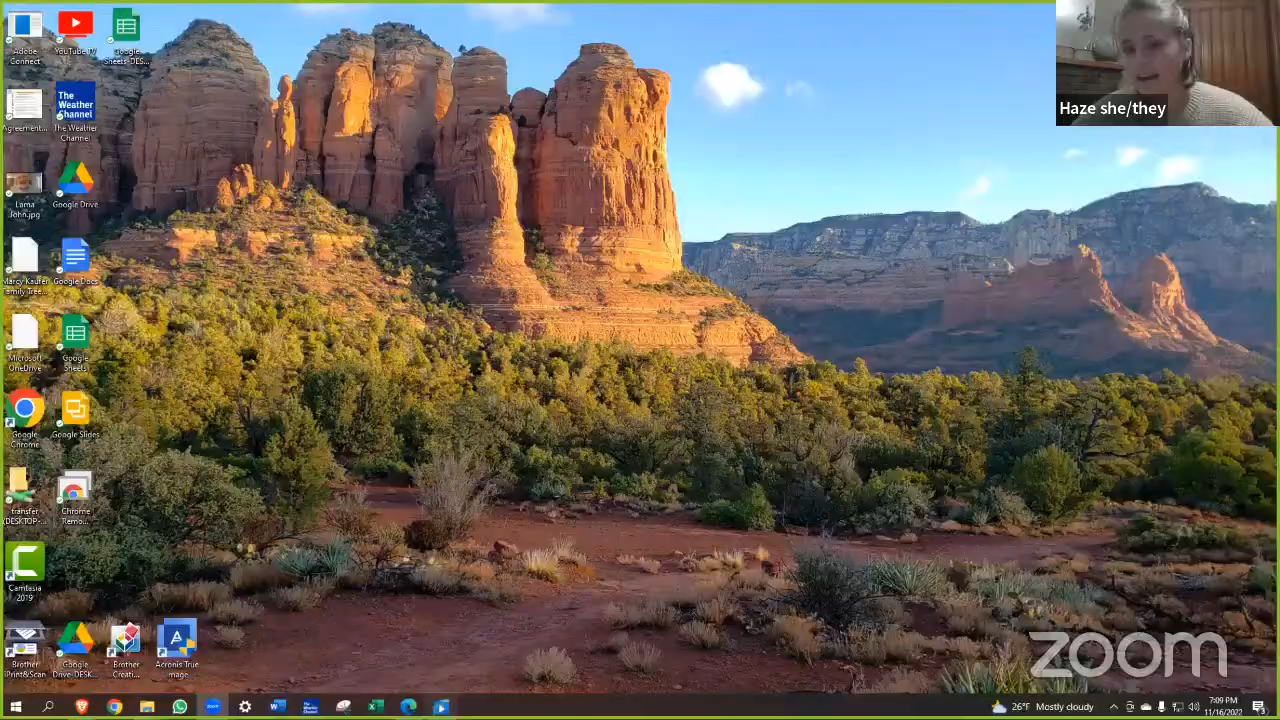 Adobe
Connect
YouTube TV
Google
Sheets-DES...
Agreement...
The
Weather
Channel
The Weather
Channel
Lama
John.jpg
Google Drive
Marcy Kaufer
Family Tree...
Google Docs
Microsoft
OneDrive
Google
Sheets
Google
Chrome
Google Slides
transfer
(DESKTOP-...
Chrome
Remo...
Camtasia
2019
Brother
iPrint&Scan
Google
Drive-DESK...
Brother
Creati...
Acronis True
Image
Haze she/they
zoom
26°F Mostly cloudy
7:09 PM
11/16/2022